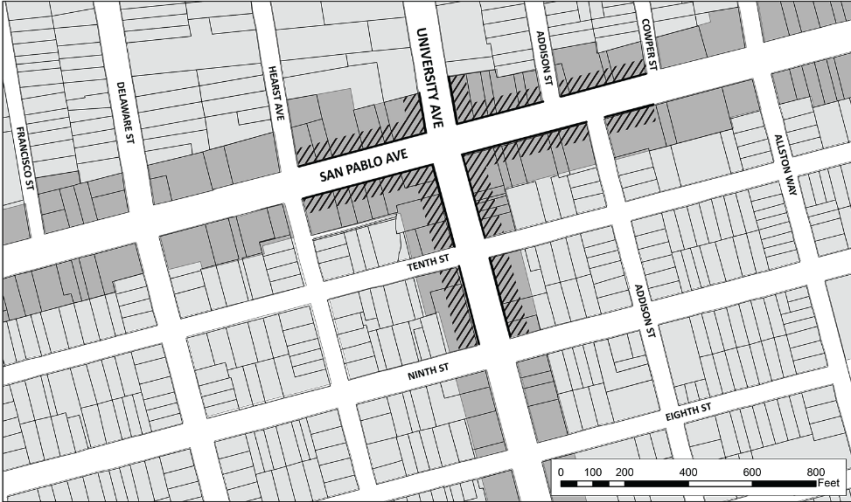 FRANCISCO ST
DELAWARE ST
HEARST AVE
UNIVERSITY AVE
ADDISON ST
COWPER ST
SAN PABLO AVE
ALLSTON WAY
TENTH ST
ADDISON ST
NINTH ST
EIGHTH ST
0 100 200 400 600 800
Feet